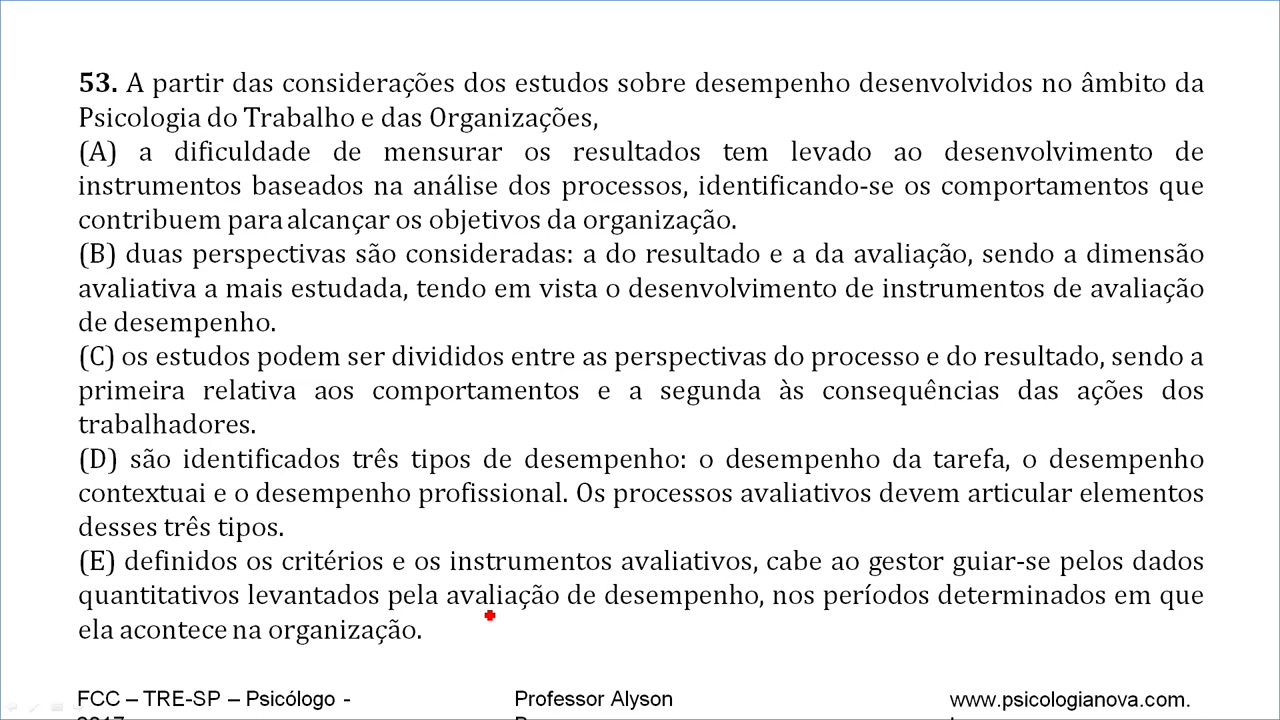 53. A partir das considerações dos estudos sobre desempenho desenvolvidos no âmbito da
Psicologia do Trabalho e das Organizações,
(A) a dificuldade de mensurar os resultados tem levado ao desenvolvimento de
instrumentos baseados na análise dos processos, identificando-se os comportamentos que
contribuem para alcançar os objetivos da organização.
(B) duas perspectivas são consideradas: a do resultado e a da avaliação, sendo a dimensão
avaliativa a mais estudada, tendo em vista o desenvolvimento de instrumentos de avaliação
de desempenho.
(C) os estudos podem ser divididos entre as perspectivas do processo e do resultado, sendo a
primeira relativa aos comportamentos e a segunda às consequências das ações dos
trabalhadores.
(D) são identificados três tipos de desempenho: o desempenho da tarefa, o desempenho
contextuai e o desempenho profissional. Os processos avaliativos devem articular elementos
desses três tipos.
(E) definidos os critérios e os instrumentos avaliativos, cabe ao gestor guiar-se pelos dados
quantitativos levantados pela avaliação de desempenho, nos períodos determinados em que
ela acontece na organização.
FCC – TRE-SP – Psicólogo - Professor Alyson www.psicologianova.com.
2017